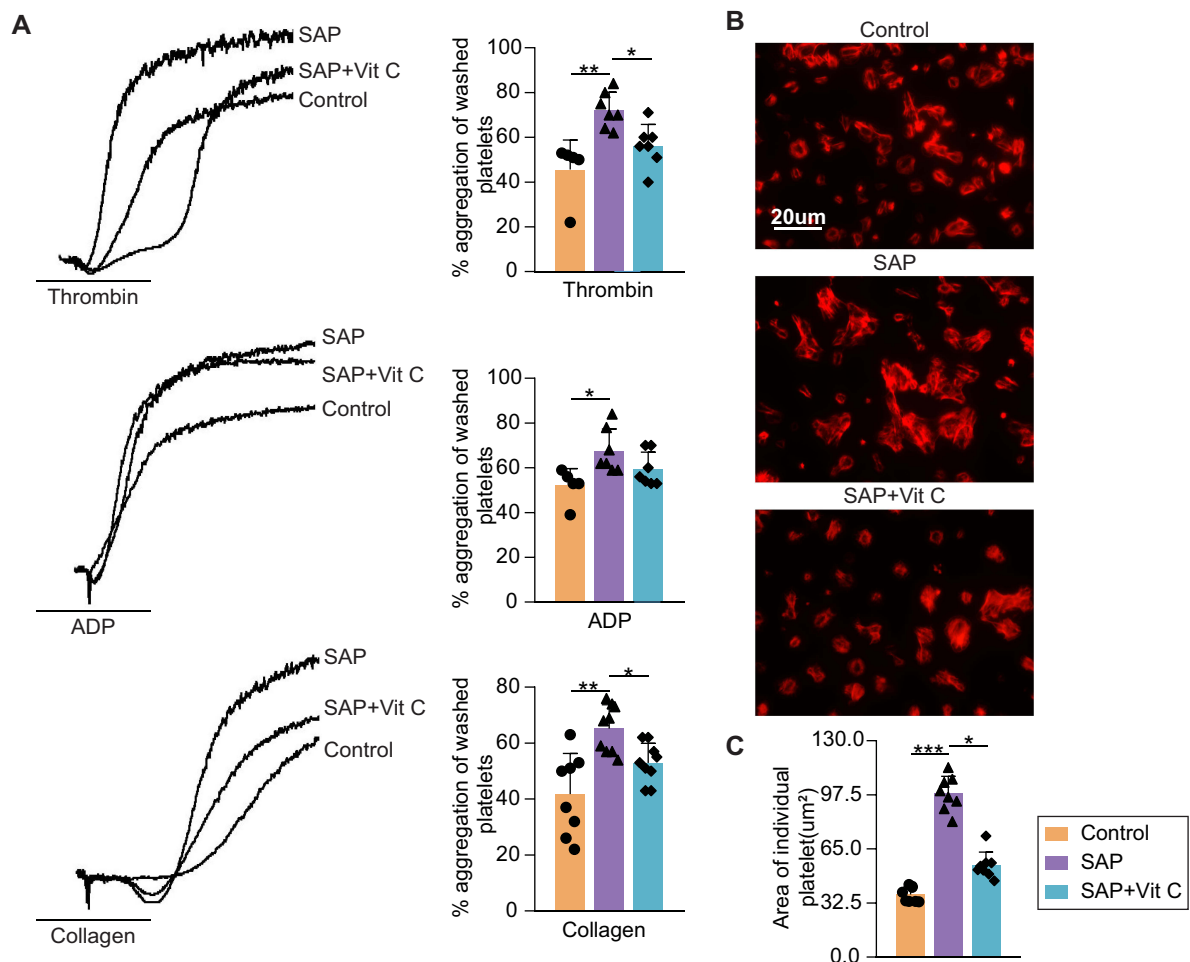 A
SAP
SAP+Vit C
Control
Thrombin
% aggregation of washed
platelets
100
80
60
40
20
0
**
*
Thrombin
SAP
SAP+Vit C
Control
ADP
% aggregation of washed
platelets
100
80
60
40
20
0
*
ADP
SAP
SAP+Vit C
Control
Collagen
% aggregation of washed
platelets
80
60
40
20
0
**
*
Collagen
B
Control
20um
SAP
SAP+Vit C
C
Area of individual
platelet(um²)
130.0
97.5
65.0
32.5
0.0
***
*
Control
SAP
SAP+Vit C